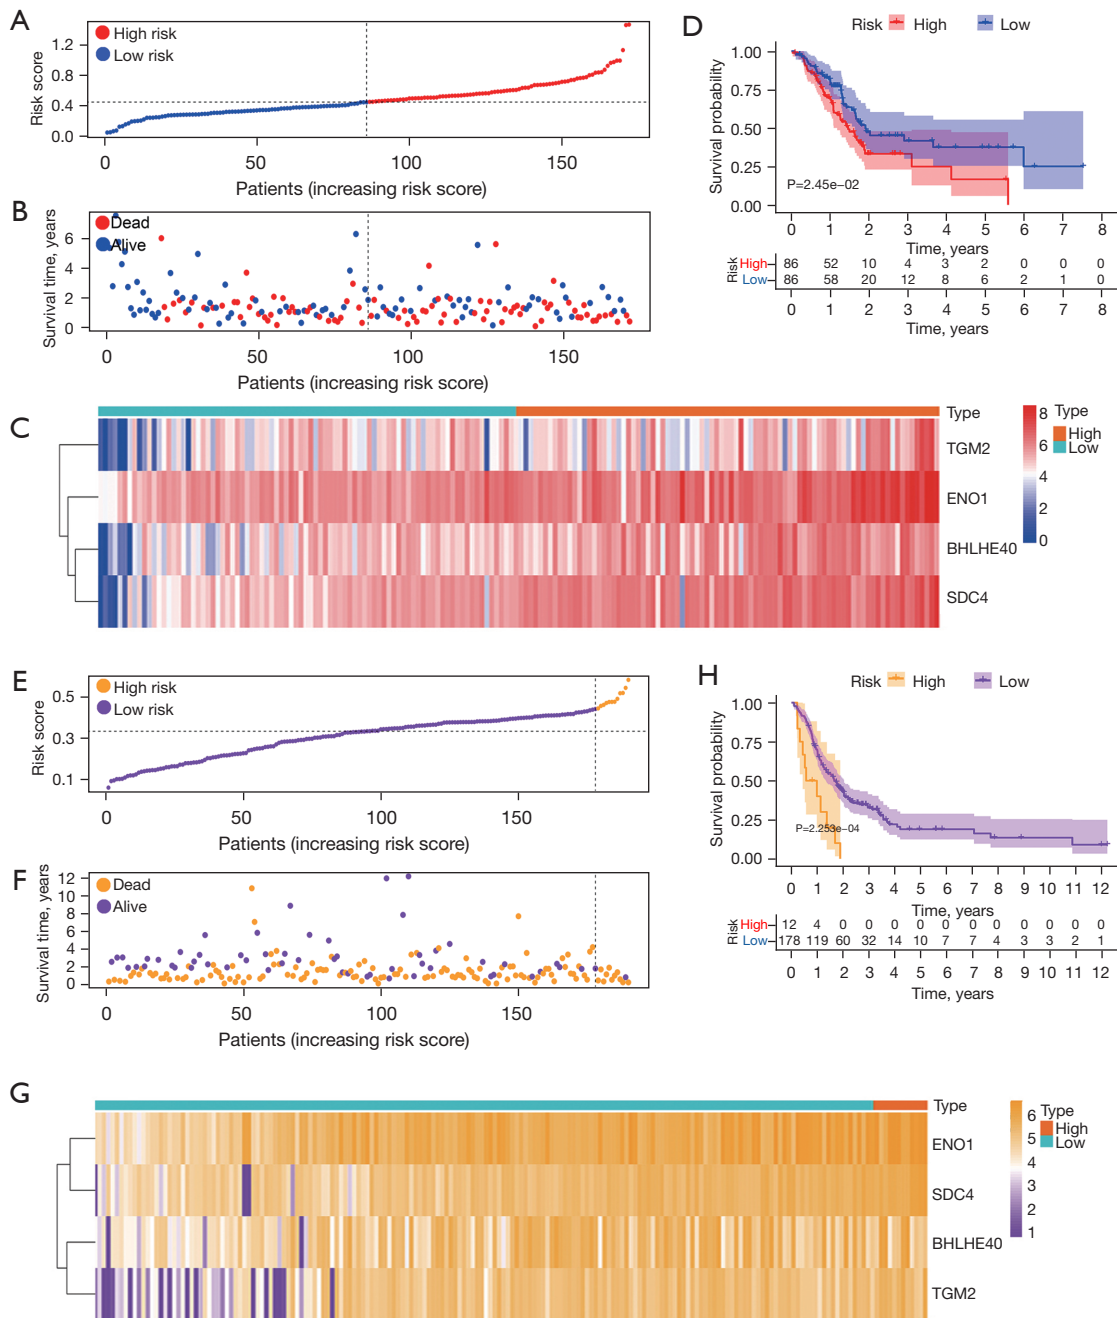 A
High risk
Low risk
Risk score
1.2
0.8
0.4
0.0
0 50 100 150
Patients (increasing risk score)
B
Dead
Alive
Survival time, years
6
4
2
0
0 50 100 150
Patients (increasing risk score)
D
Risk High Low
Survival probability
1.00
0.75
0.50
0.25
0.00
P=2.45e−02
0 1 2 3 4 5 6 7 8
Time, years
Risk
High 86 52 10 4 3 2 0 0 0
Low 86 58 20 12 8 6 2 1 0
0 1 2 3 4 5 6 7 8
Time, years
C
Type
TGM2
ENO1
BHLHE40
SDC4
8
6
4
2
0
Type
High
Low
E
High risk
Low risk
Risk score
0.5
0.3
0.1
0 50 100 150
Patients (increasing risk score)
F
Dead
Alive
Survival time, years
12
10
8
6
4
2
0
0 50 100 150
Patients (increasing risk score)
H
Risk High Low
Survival probability
1.00
0.75
0.50
0.25
0.00
P=2.253e−04
0 1 2 3 4 5 6 7 8 9 10 11 12
Time, years
Risk
High 12 4 0 0 0 0 0 0 0 0 0 0 0
Low 178 119 60 32 14 10 7 7 4 3 3 2 1
0 1 2 3 4 5 6 7 8 9 10 11 12
Time, years
G
Type
ENO1
SDC4
BHLHE40
TGM2
6
5
4
3
2
1
Type
High
Low